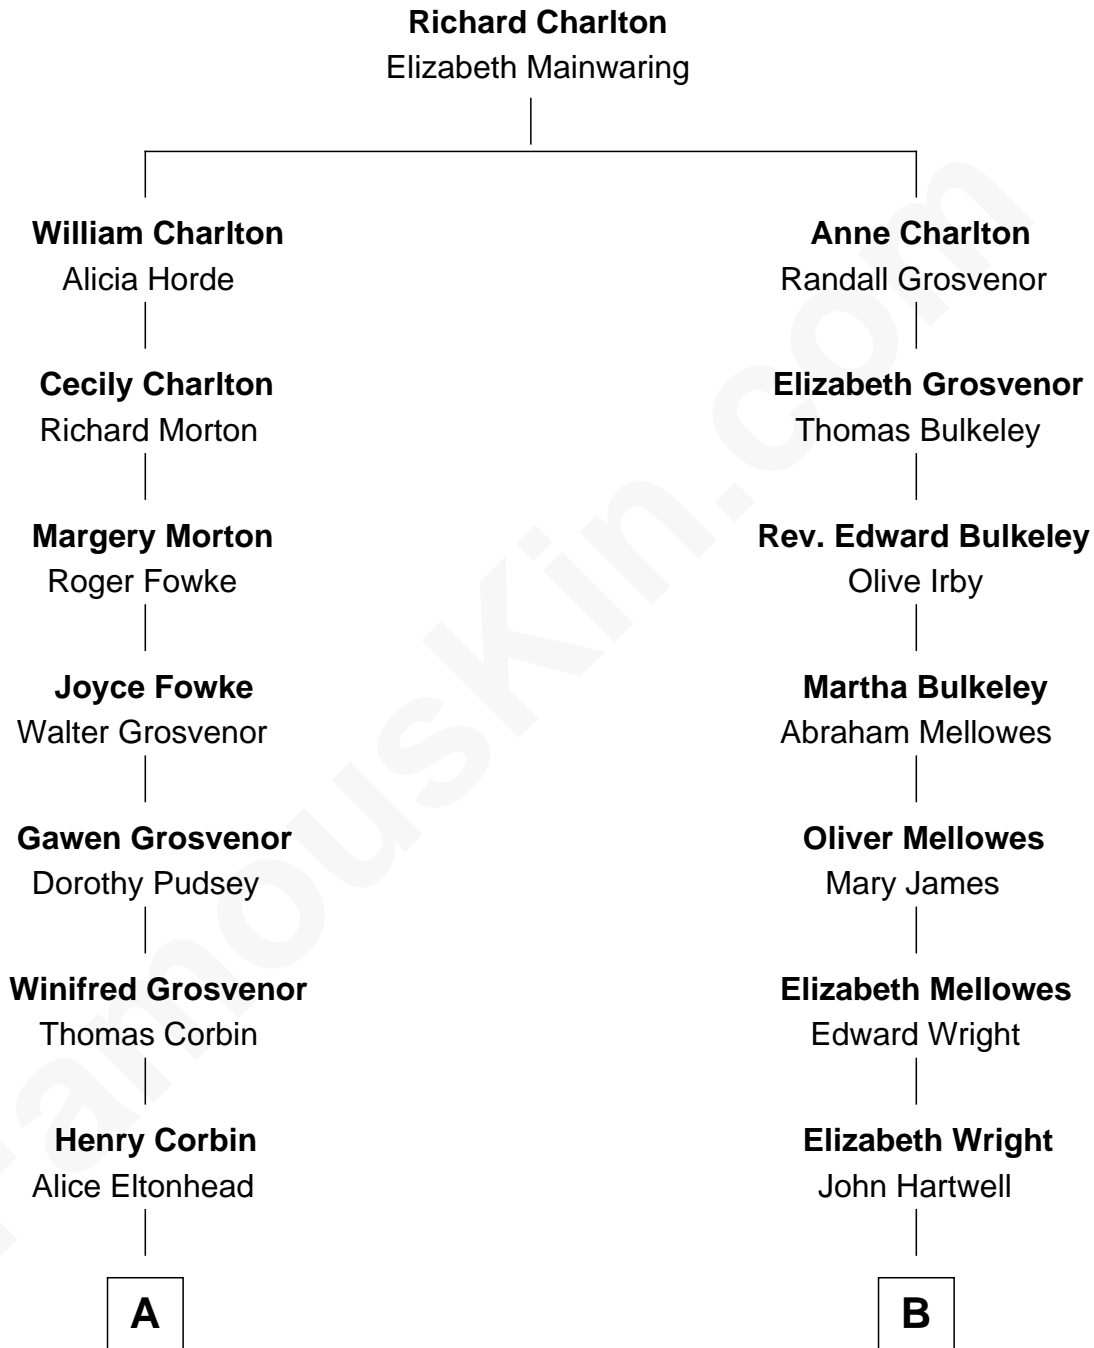 Richard Charlton
Elizabeth Mainwaring
William Charlton
Alicia Horde
Cecily Charlton
Richard Morton
Margery Morton
Roger Fowke
Joyce Fowke
Walter Grosvenor
Gawen Grosvenor
Dorothy Pudsey
Winifred Grosvenor
Thomas Corbin
Henry Corbin
Alice Eltonhead
A
Anne Charlton
Randall Grosvenor
Elizabeth Grosvenor
Thomas Bulkeley
Rev. Edward Bulkeley
Olive Irby
Martha Bulkeley
Abraham Mellowes
Oliver Mellowes
Mary James
Elizabeth Mellowes
Edward Wright
Elizabeth Wright
John Hartwell
B
FamousKin.com